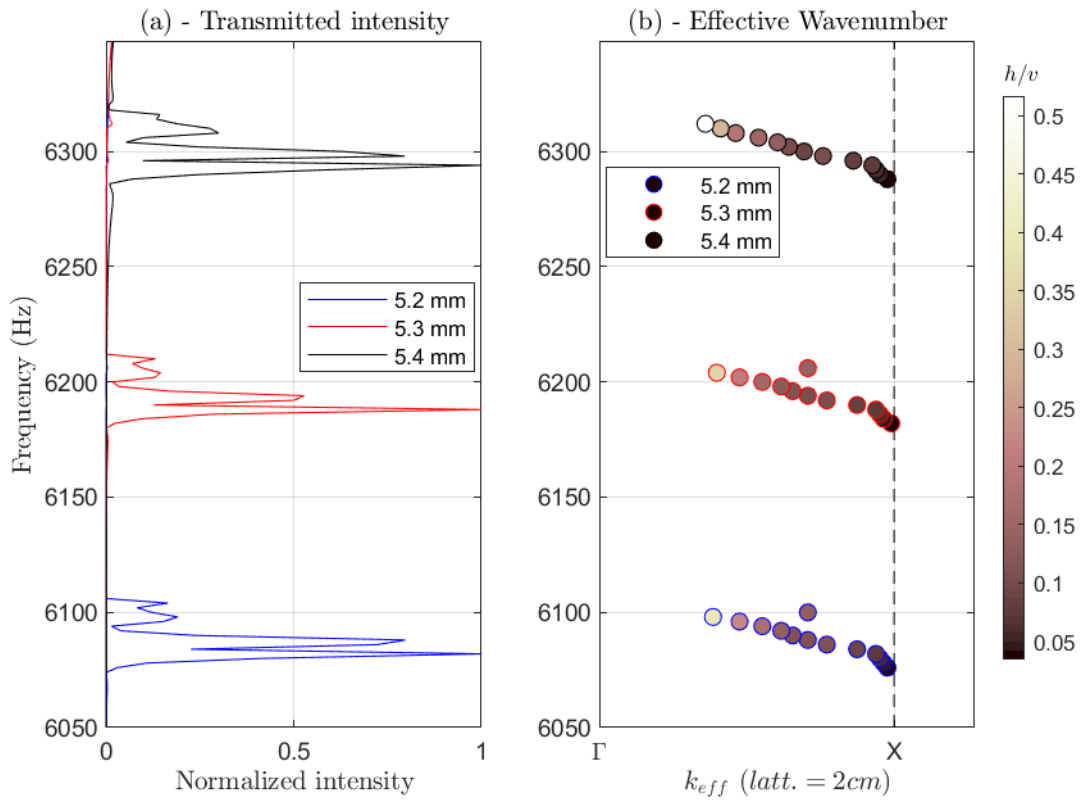 (a) - Transmitted intensity
(b) - Effective Wavenumber
Frequency (Hz)
6300
6250
6200
6150
6100
6050
0
0.5
1
Normalized intensity
5.2 mm
5.3 mm
5.4 mm
6300
6250
6200
6150
6100
6050
Γ
X
k_{eff} (latt. = 2cm)
5.2 mm
5.3 mm
5.4 mm
h/v
0.5
0.45
0.4
0.35
0.3
0.25
0.2
0.15
0.1
0.05